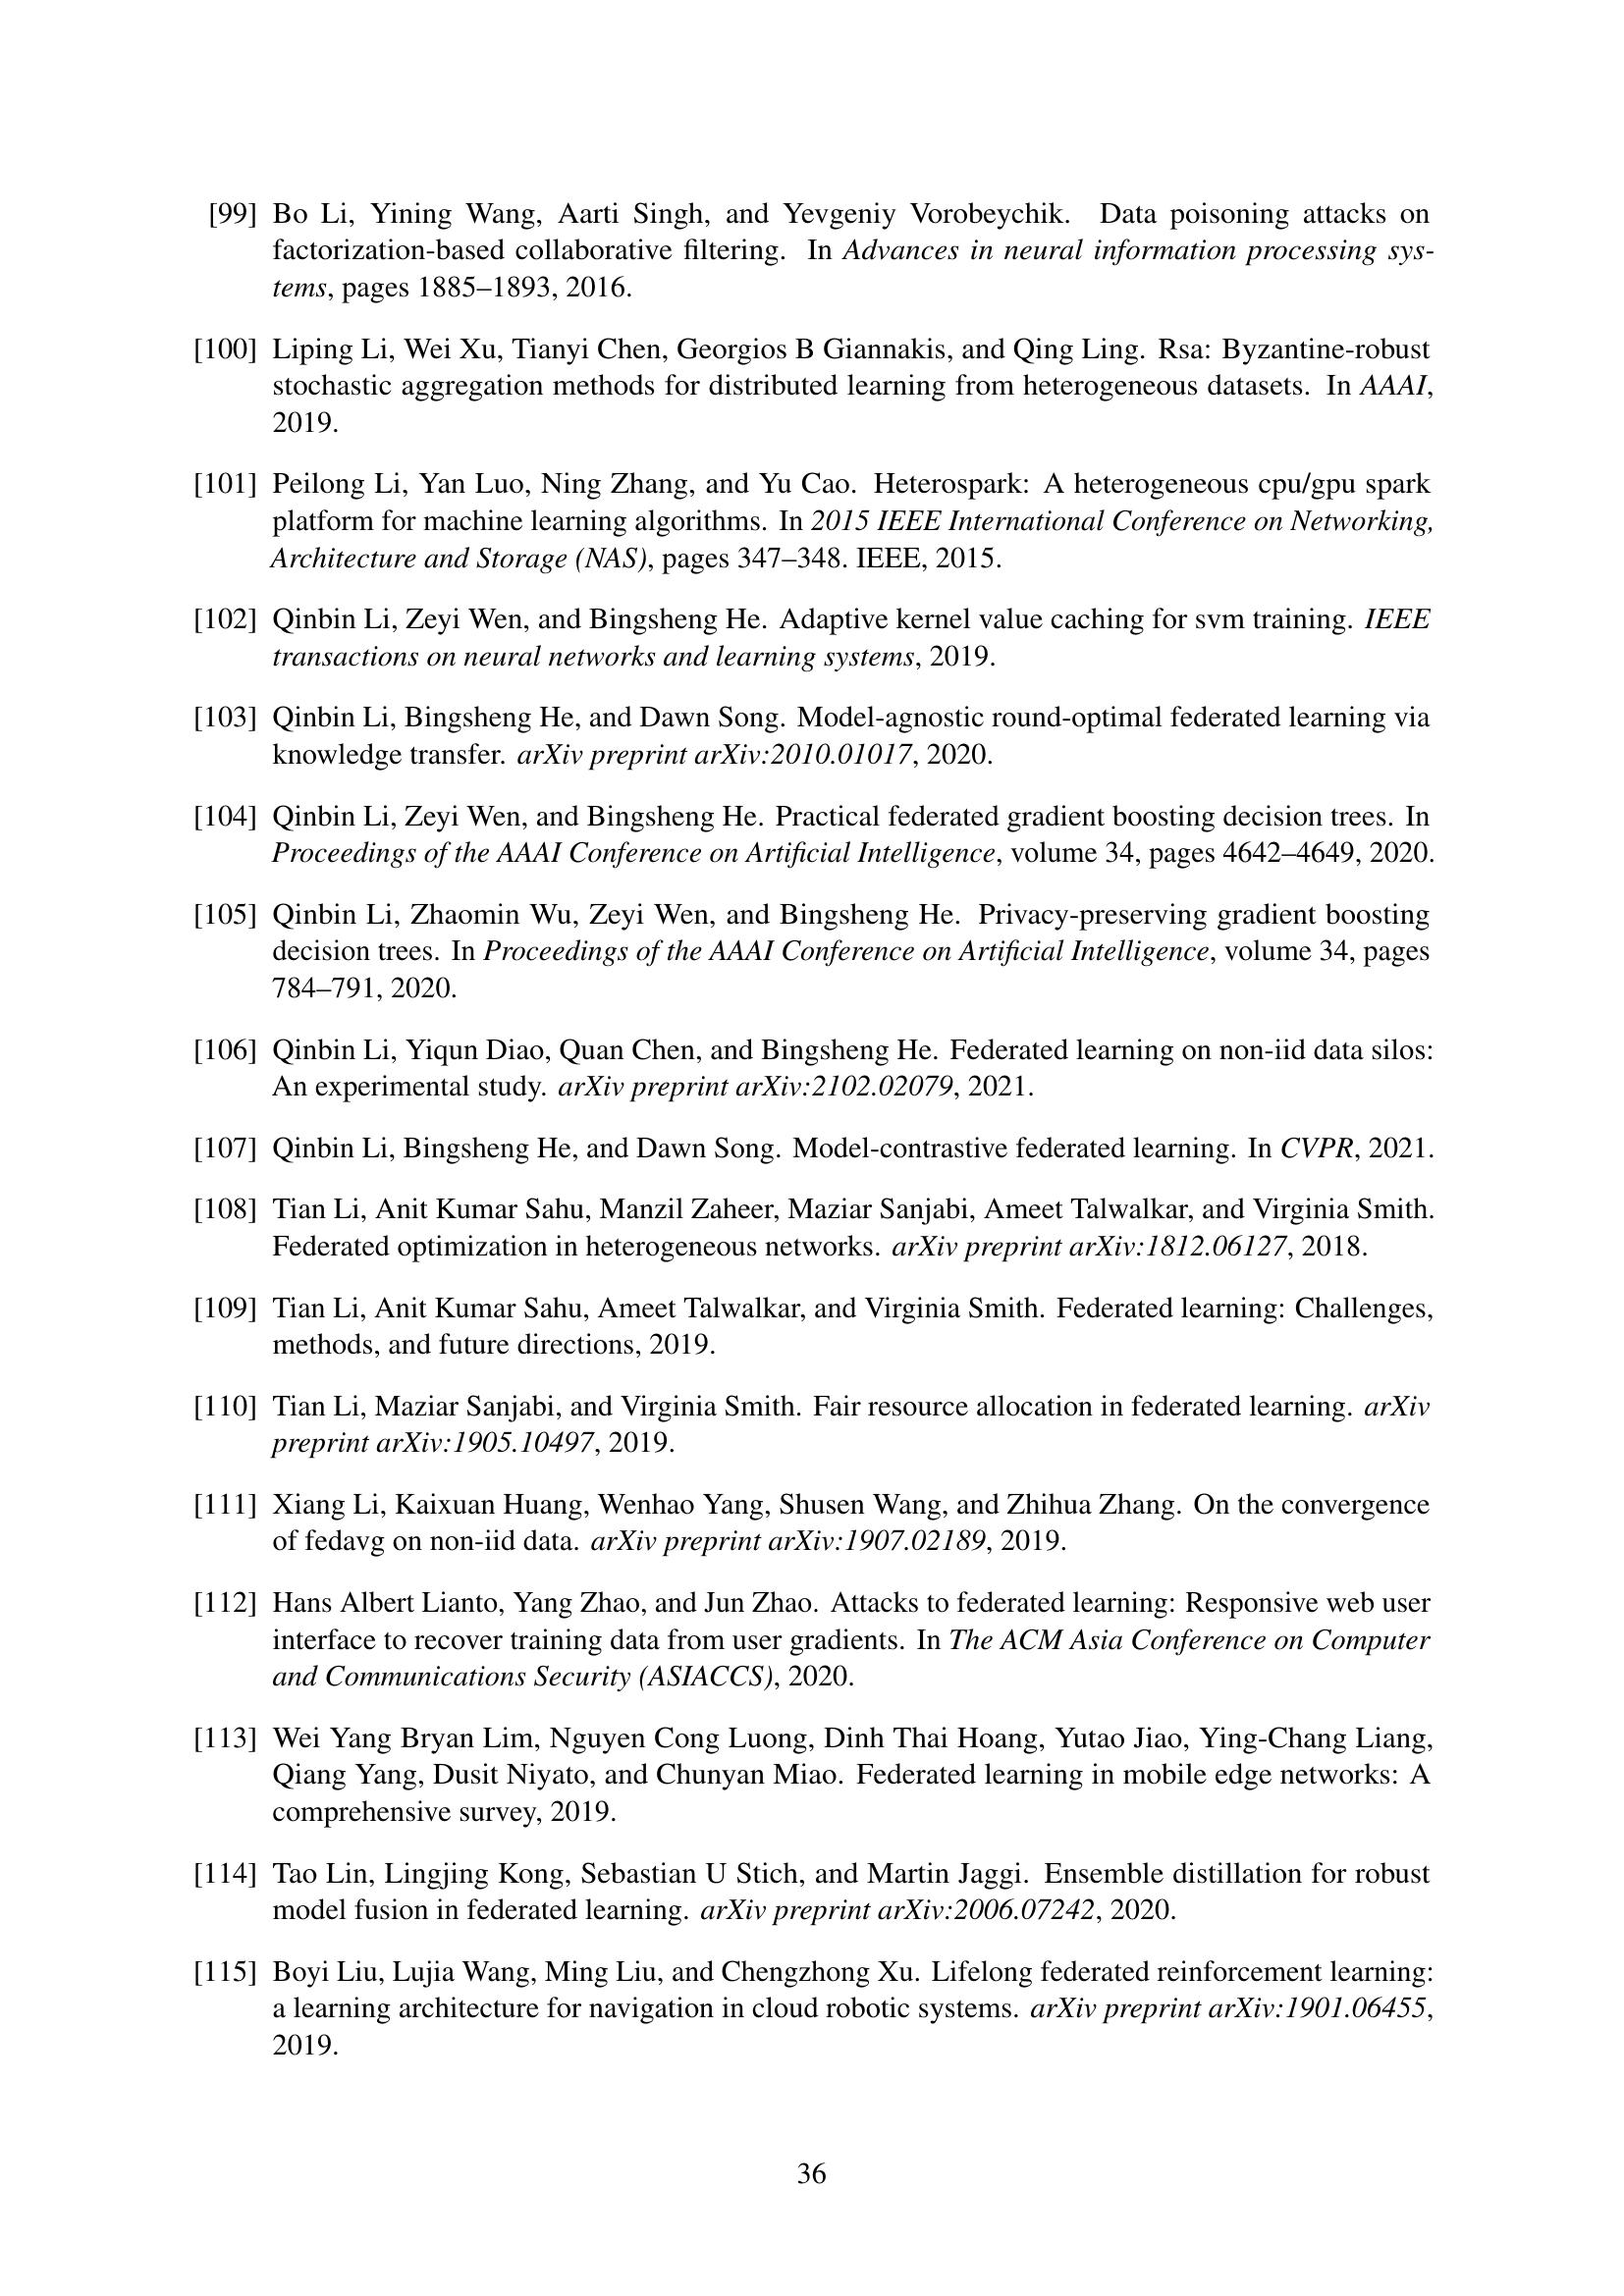 [99] Bo Li, Yining Wang, Aarti Singh, and Yevgeniy Vorobeychik. Data poisoning attacks on
factorization-based collaborative filtering. In Advances in neural information processing sys-
tems, pages 1885–1893, 2016.
[100] Liping Li, Wei Xu, Tianyi Chen, Georgios B Giannakis, and Qing Ling. Rsa: Byzantine-robust
stochastic aggregation methods for distributed learning from heterogeneous datasets. In AAAI,
2019.
[101] Peilong Li, Yan Luo, Ning Zhang, and Yu Cao. Heterospark: A heterogeneous cpu/gpu spark
platform for machine learning algorithms. In 2015 IEEE International Conference on Networking,
Architecture and Storage (NAS), pages 347–348. IEEE, 2015.
[102] Qinbin Li, Zeyi Wen, and Bingsheng He. Adaptive kernel value caching for svm training. IEEE
transactions on neural networks and learning systems, 2019.
[103] Qinbin Li, Bingsheng He, and Dawn Song. Model-agnostic round-optimal federated learning via
knowledge transfer. arXiv preprint arXiv:2010.01017, 2020.
[104] Qinbin Li, Zeyi Wen, and Bingsheng He. Practical federated gradient boosting decision trees. In
Proceedings of the AAAI Conference on Artificial Intelligence, volume 34, pages 4642–4649, 2020.
[105] Qinbin Li, Zhaomin Wu, Zeyi Wen, and Bingsheng He. Privacy-preserving gradient boosting
decision trees. In Proceedings of the AAAI Conference on Artificial Intelligence, volume 34, pages
784–791, 2020.
[106] Qinbin Li, Yiqun Diao, Quan Chen, and Bingsheng He. Federated learning on non-iid data silos:
An experimental study. arXiv preprint arXiv:2102.02079, 2021.
[107] Qinbin Li, Bingsheng He, and Dawn Song. Model-contrastive federated learning. In CVPR, 2021.
[108] Tian Li, Anit Kumar Sahu, Manzil Zaheer, Maziar Sanjabi, Ameet Talwalkar, and Virginia Smith.
Federated optimization in heterogeneous networks. arXiv preprint arXiv:1812.06127, 2018.
[109] Tian Li, Anit Kumar Sahu, Ameet Talwalkar, and Virginia Smith. Federated learning: Challenges,
methods, and future directions, 2019.
[110] Tian Li, Maziar Sanjabi, and Virginia Smith. Fair resource allocation in federated learning. arXiv
preprint arXiv:1905.10497, 2019.
[111] Xiang Li, Kaixuan Huang, Wenhao Yang, Shusen Wang, and Zhihua Zhang. On the convergence
of fedavg on non-iid data. arXiv preprint arXiv:1907.02189, 2019.
[112] Hans Albert Lianto, Yang Zhao, and Jun Zhao. Attacks to federated learning: Responsive web user
interface to recover training data from user gradients. In The ACM Asia Conference on Computer
and Communications Security (ASIACCS), 2020.
[113] Wei Yang Bryan Lim, Nguyen Cong Luong, Dinh Thai Hoang, Yutao Jiao, Ying-Chang Liang,
Qiang Yang, Dusit Niyato, and Chunyan Miao. Federated learning in mobile edge networks: A
comprehensive survey, 2019.
[114] Tao Lin, Lingjing Kong, Sebastian U Stich, and Martin Jaggi. Ensemble distillation for robust
model fusion in federated learning. arXiv preprint arXiv:2006.07242, 2020.
[115] Boyi Liu, Lujia Wang, Ming Liu, and Chengzhong Xu. Lifelong federated reinforcement learning:
a learning architecture for navigation in cloud robotic systems. arXiv preprint arXiv:1901.06455,
2019.
36